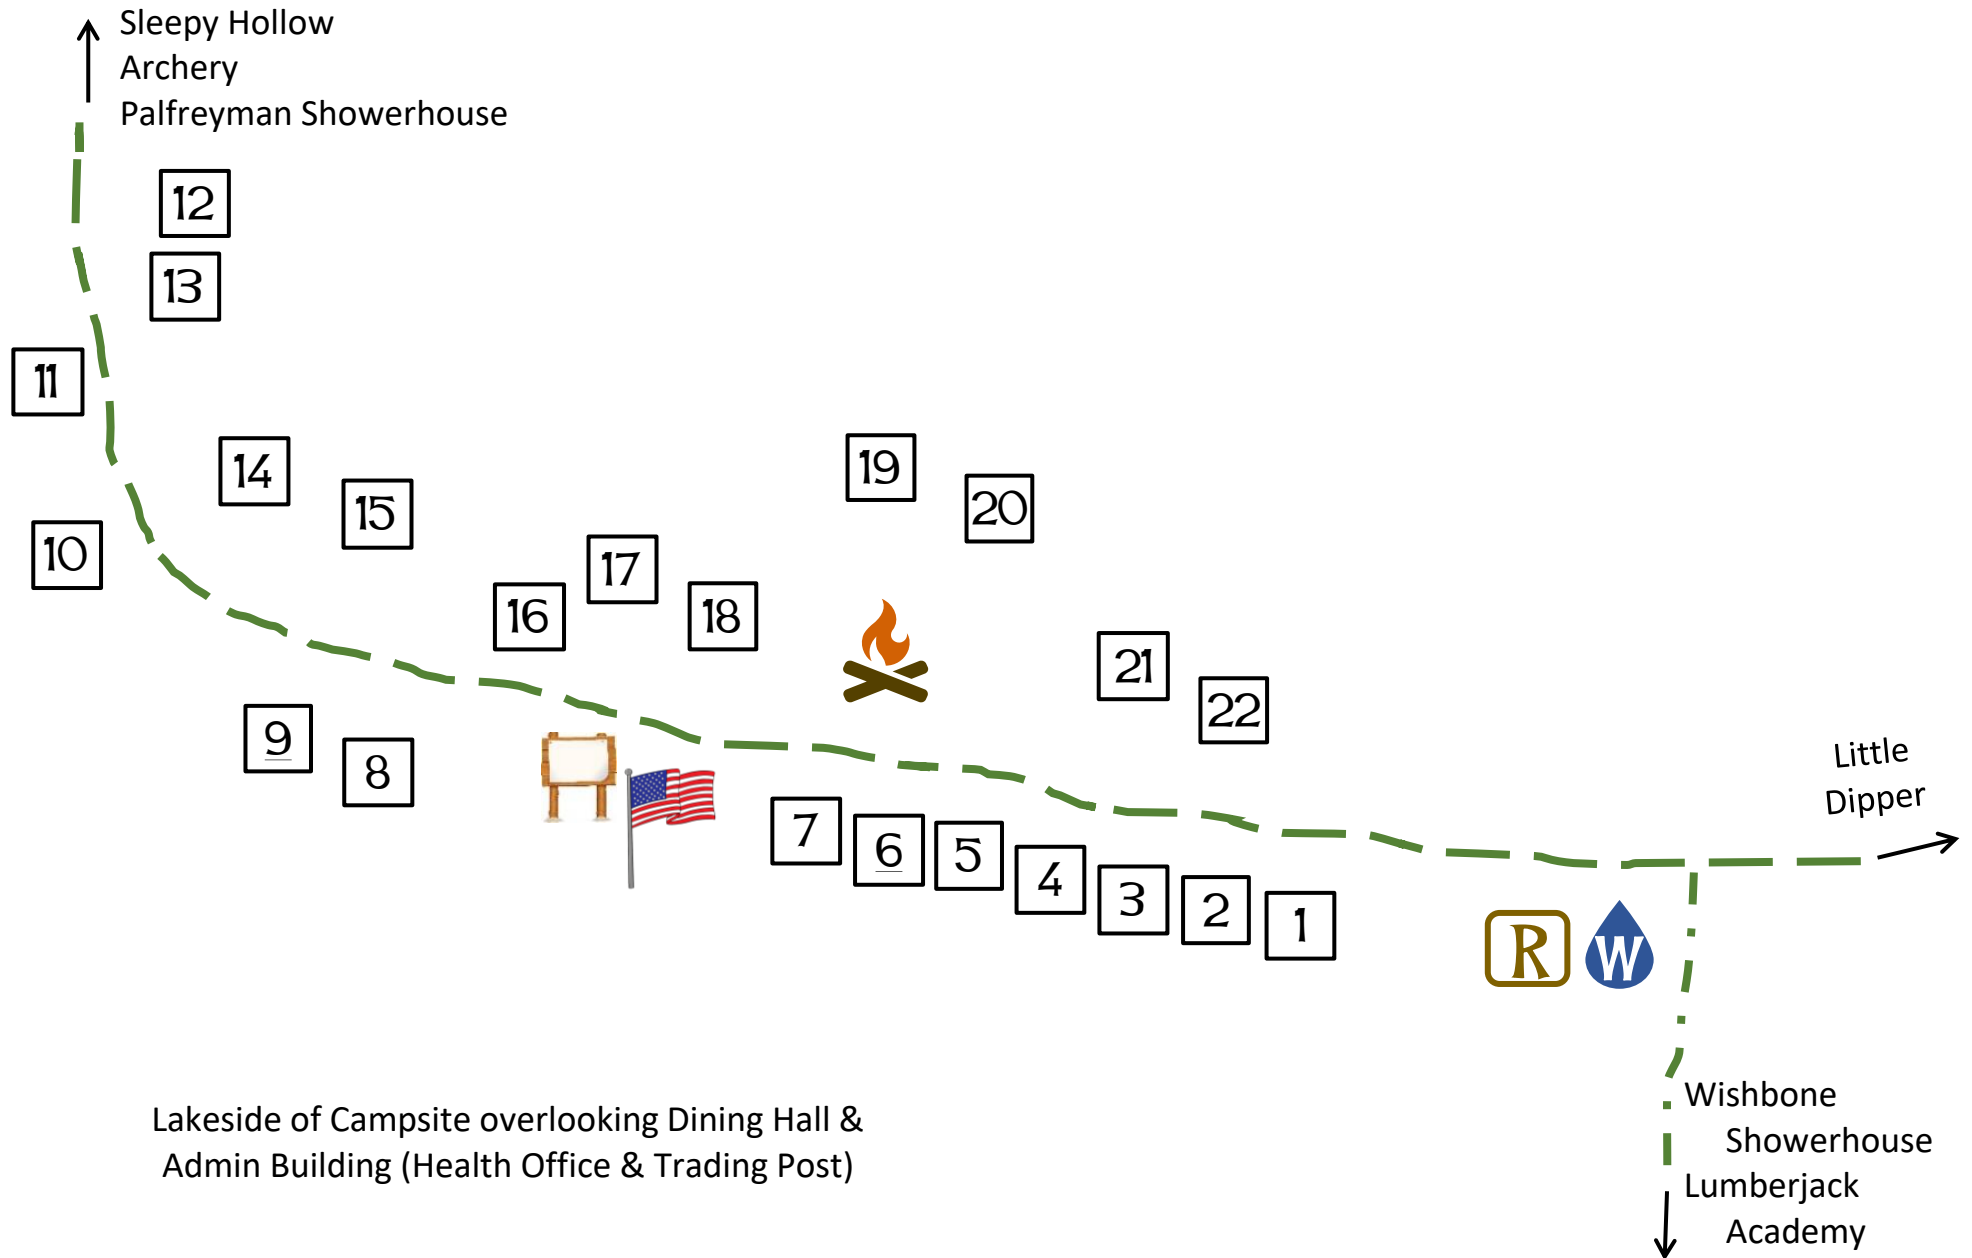 Sleepy Hollow
Archery
Palfreyman Showerhouse
12
13
11
14
15
10
19
20
17
16
18
21
22
9
8
7
6
5
4
3
2
1
Little
Dipper
R
W
Wishbone
Showerhouse
Lumberjack
Academy
Lakeside of Campsite overlooking Dining Hall &
Admin Building (Health Office & Trading Post)